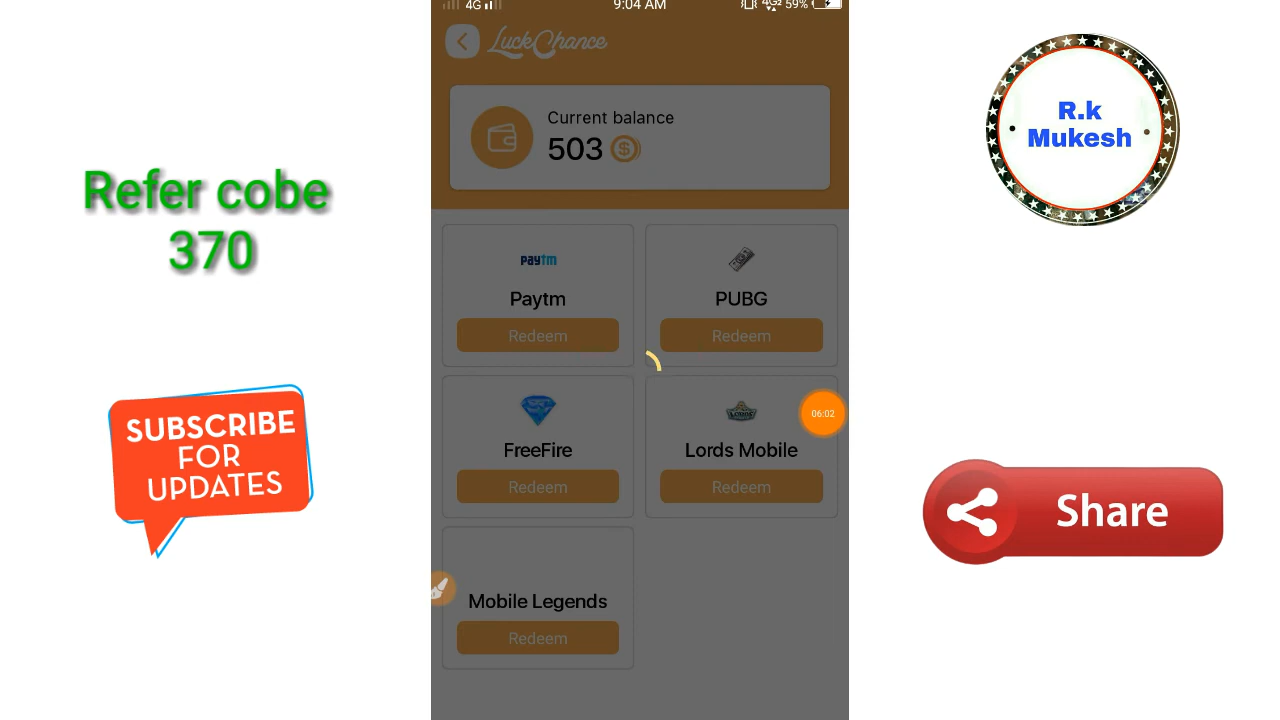 Refer cobe
370
SUBSCRIBE
FOR
UPDATES
4G
9:04 AM
59%
LuckChance
Current balance
503
paytm
Paytm
Redeem
PUBG
Redeem
FreeFire
Redeem
Lords Mobile
Redeem
06:02
Mobile Legends
Redeem
R.k
Mukesh
Share